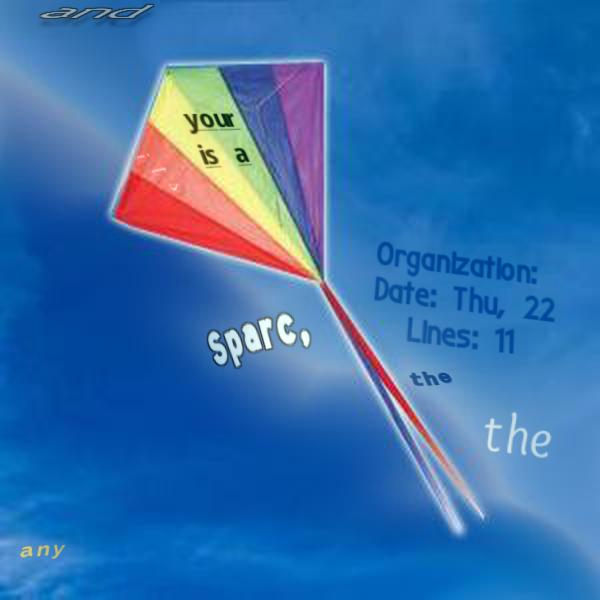 and
your
is a
Organization:
Date: Thu, 22
Lines: 11
sparc,
the
the
any